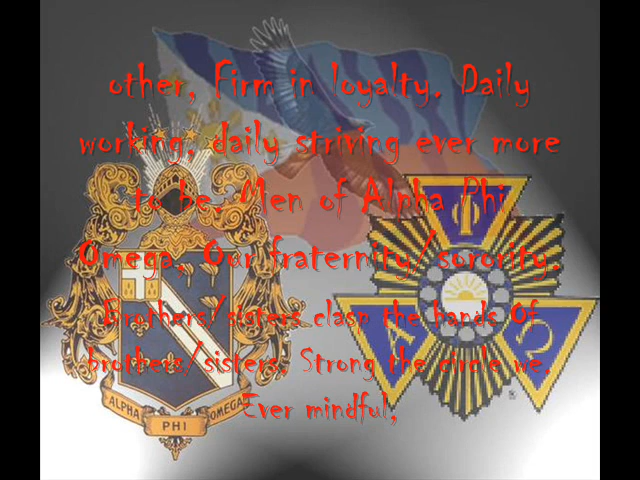 other, Firm in loyalty. Daily
working, daily striving ever more
to be, Men of Alpha Phi
Omega, Our fraternity/sorority.
Brothers/sisters clasp the hands Of
brothers/sisters, Strong the circle we.
Ever mindful,
ALPHA PHI OMEGA
Φ
Α Ω